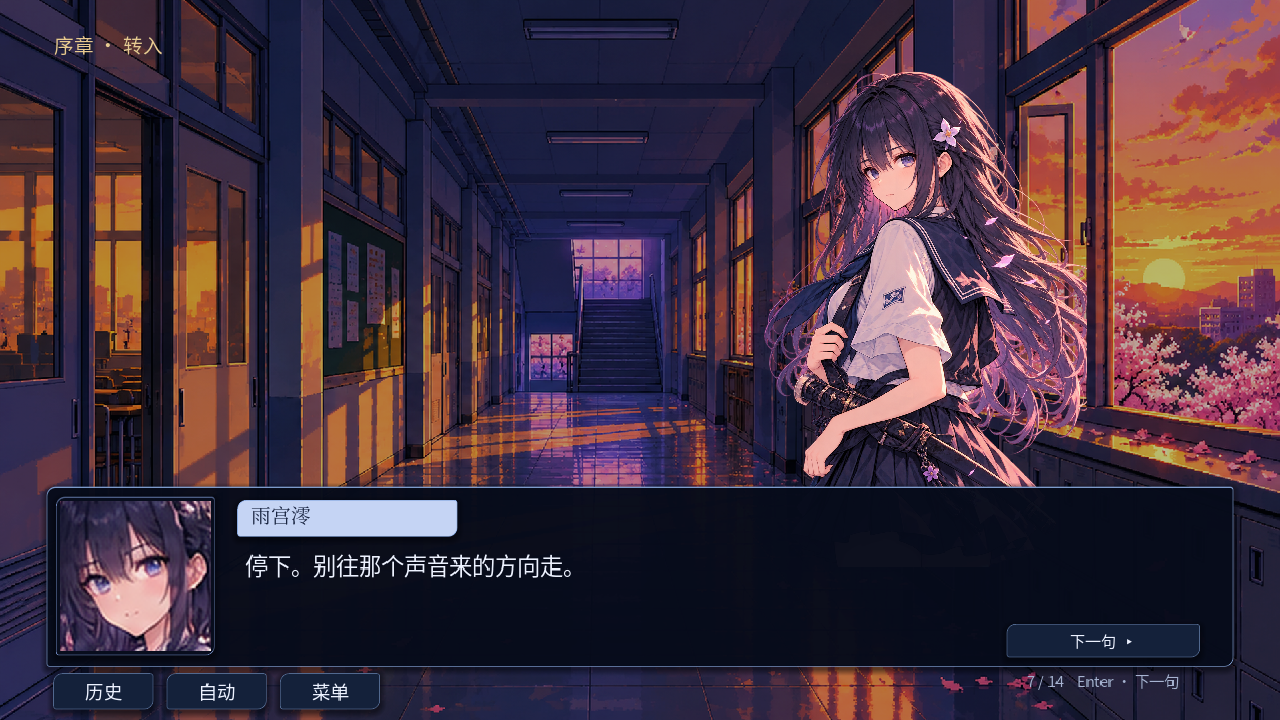 序章 · 转入
雨宫澪
停下。别往那个声音来的方向走。
下一句 ▸
历史
自动
菜单
7 / 14 Enter · 下一句